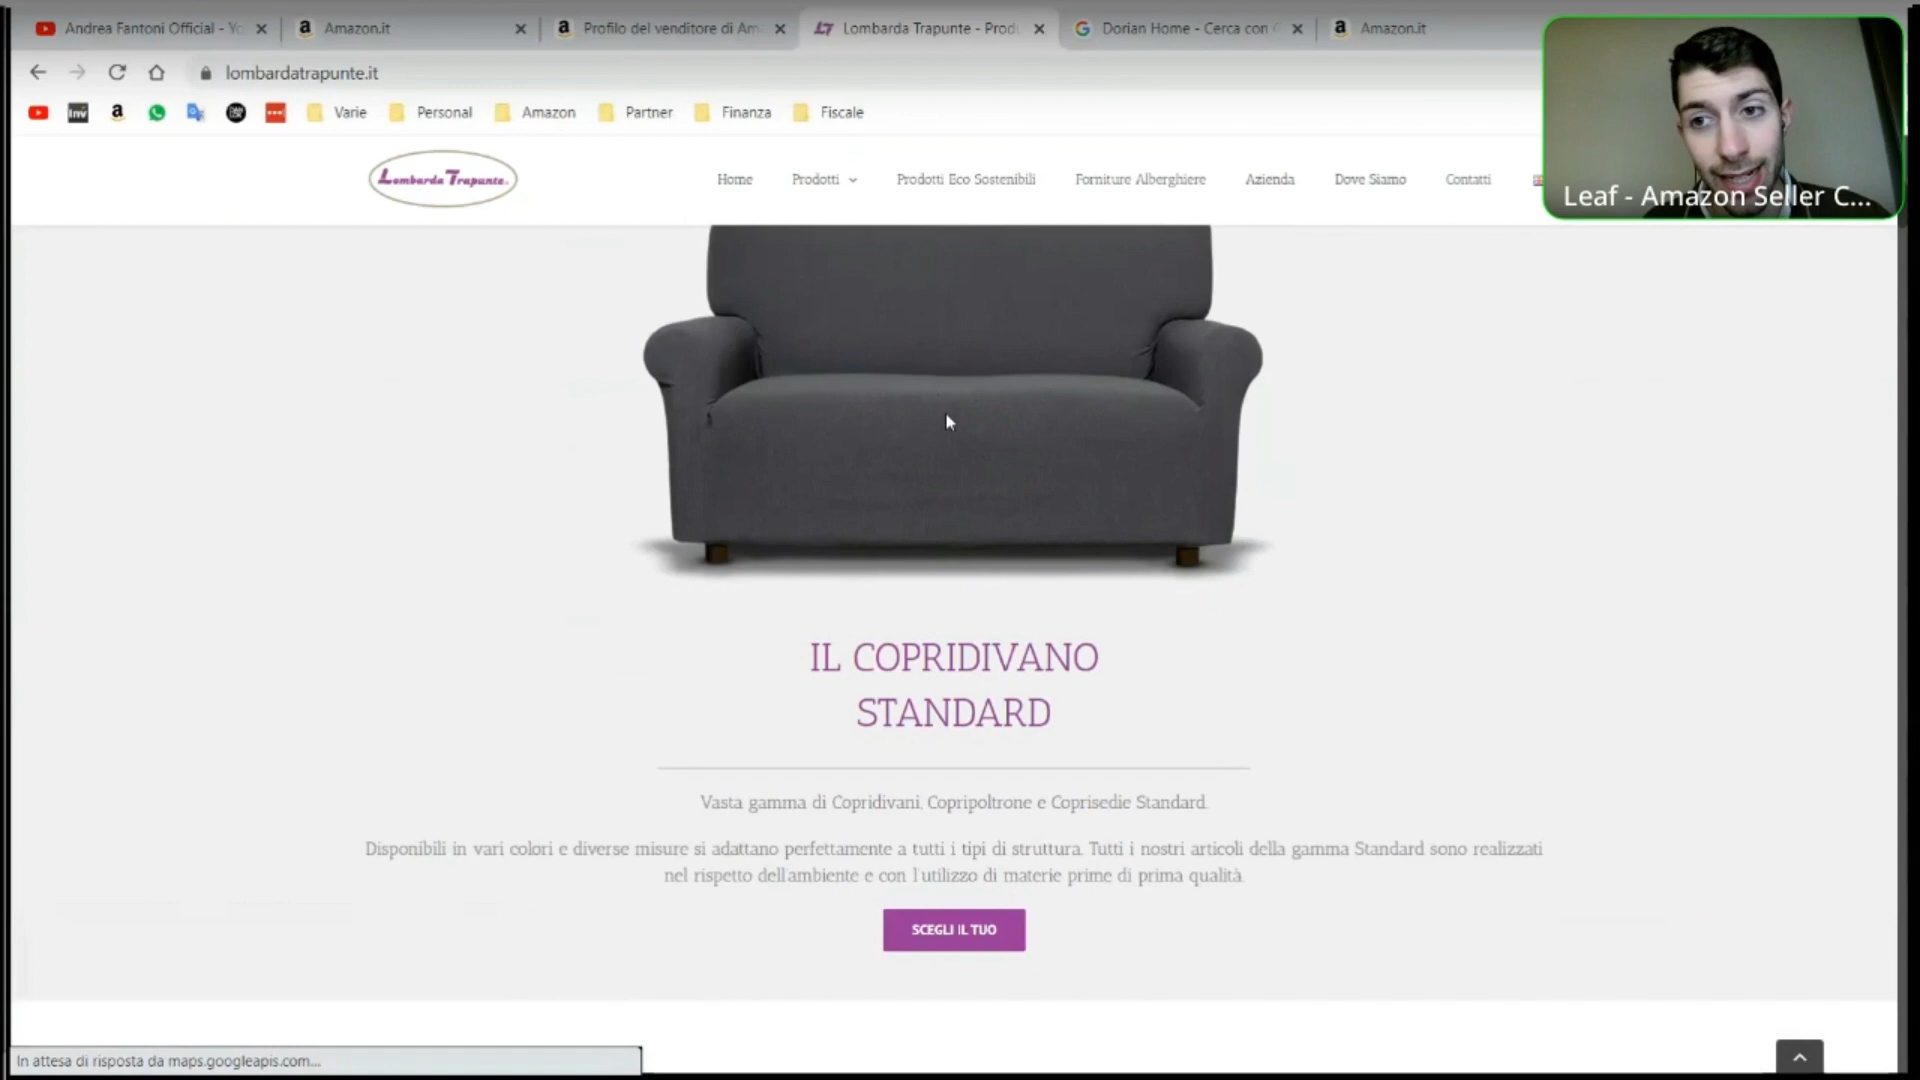 Andrea Fantoni Official - Yo
Amazon.it
Profilo del venditore di Am
Lombarda Trapunte - Prod
Dorian Home - Cerca con
Amazon.it
lombardatrapunte.it
Inv
Varie
Personal
Amazon
Partner
Finanza
Fiscale
Lombarda Trapunte
Home
Prodotti
Prodotti Eco Sostenibili
Forniture Alberghiere
Azienda
Dove Siamo
Contatti
Leaf - Amazon Seller C...
IL COPRIDIVANO
STANDARD
Vasta gamma di Copridivani, Copripoltrone e Coprisedie Standard.
Disponibili in vari colori e diverse misure si adattano perfettamente a tutti i tipi di struttura. Tutti i nostri articoli della gamma Standard sono realizzati
nel rispetto dell'ambiente e con l'utilizzo di materie prime di prima qualità.
SCEGLI IL TUO
In attesa di risposta da maps.googleapis.com...